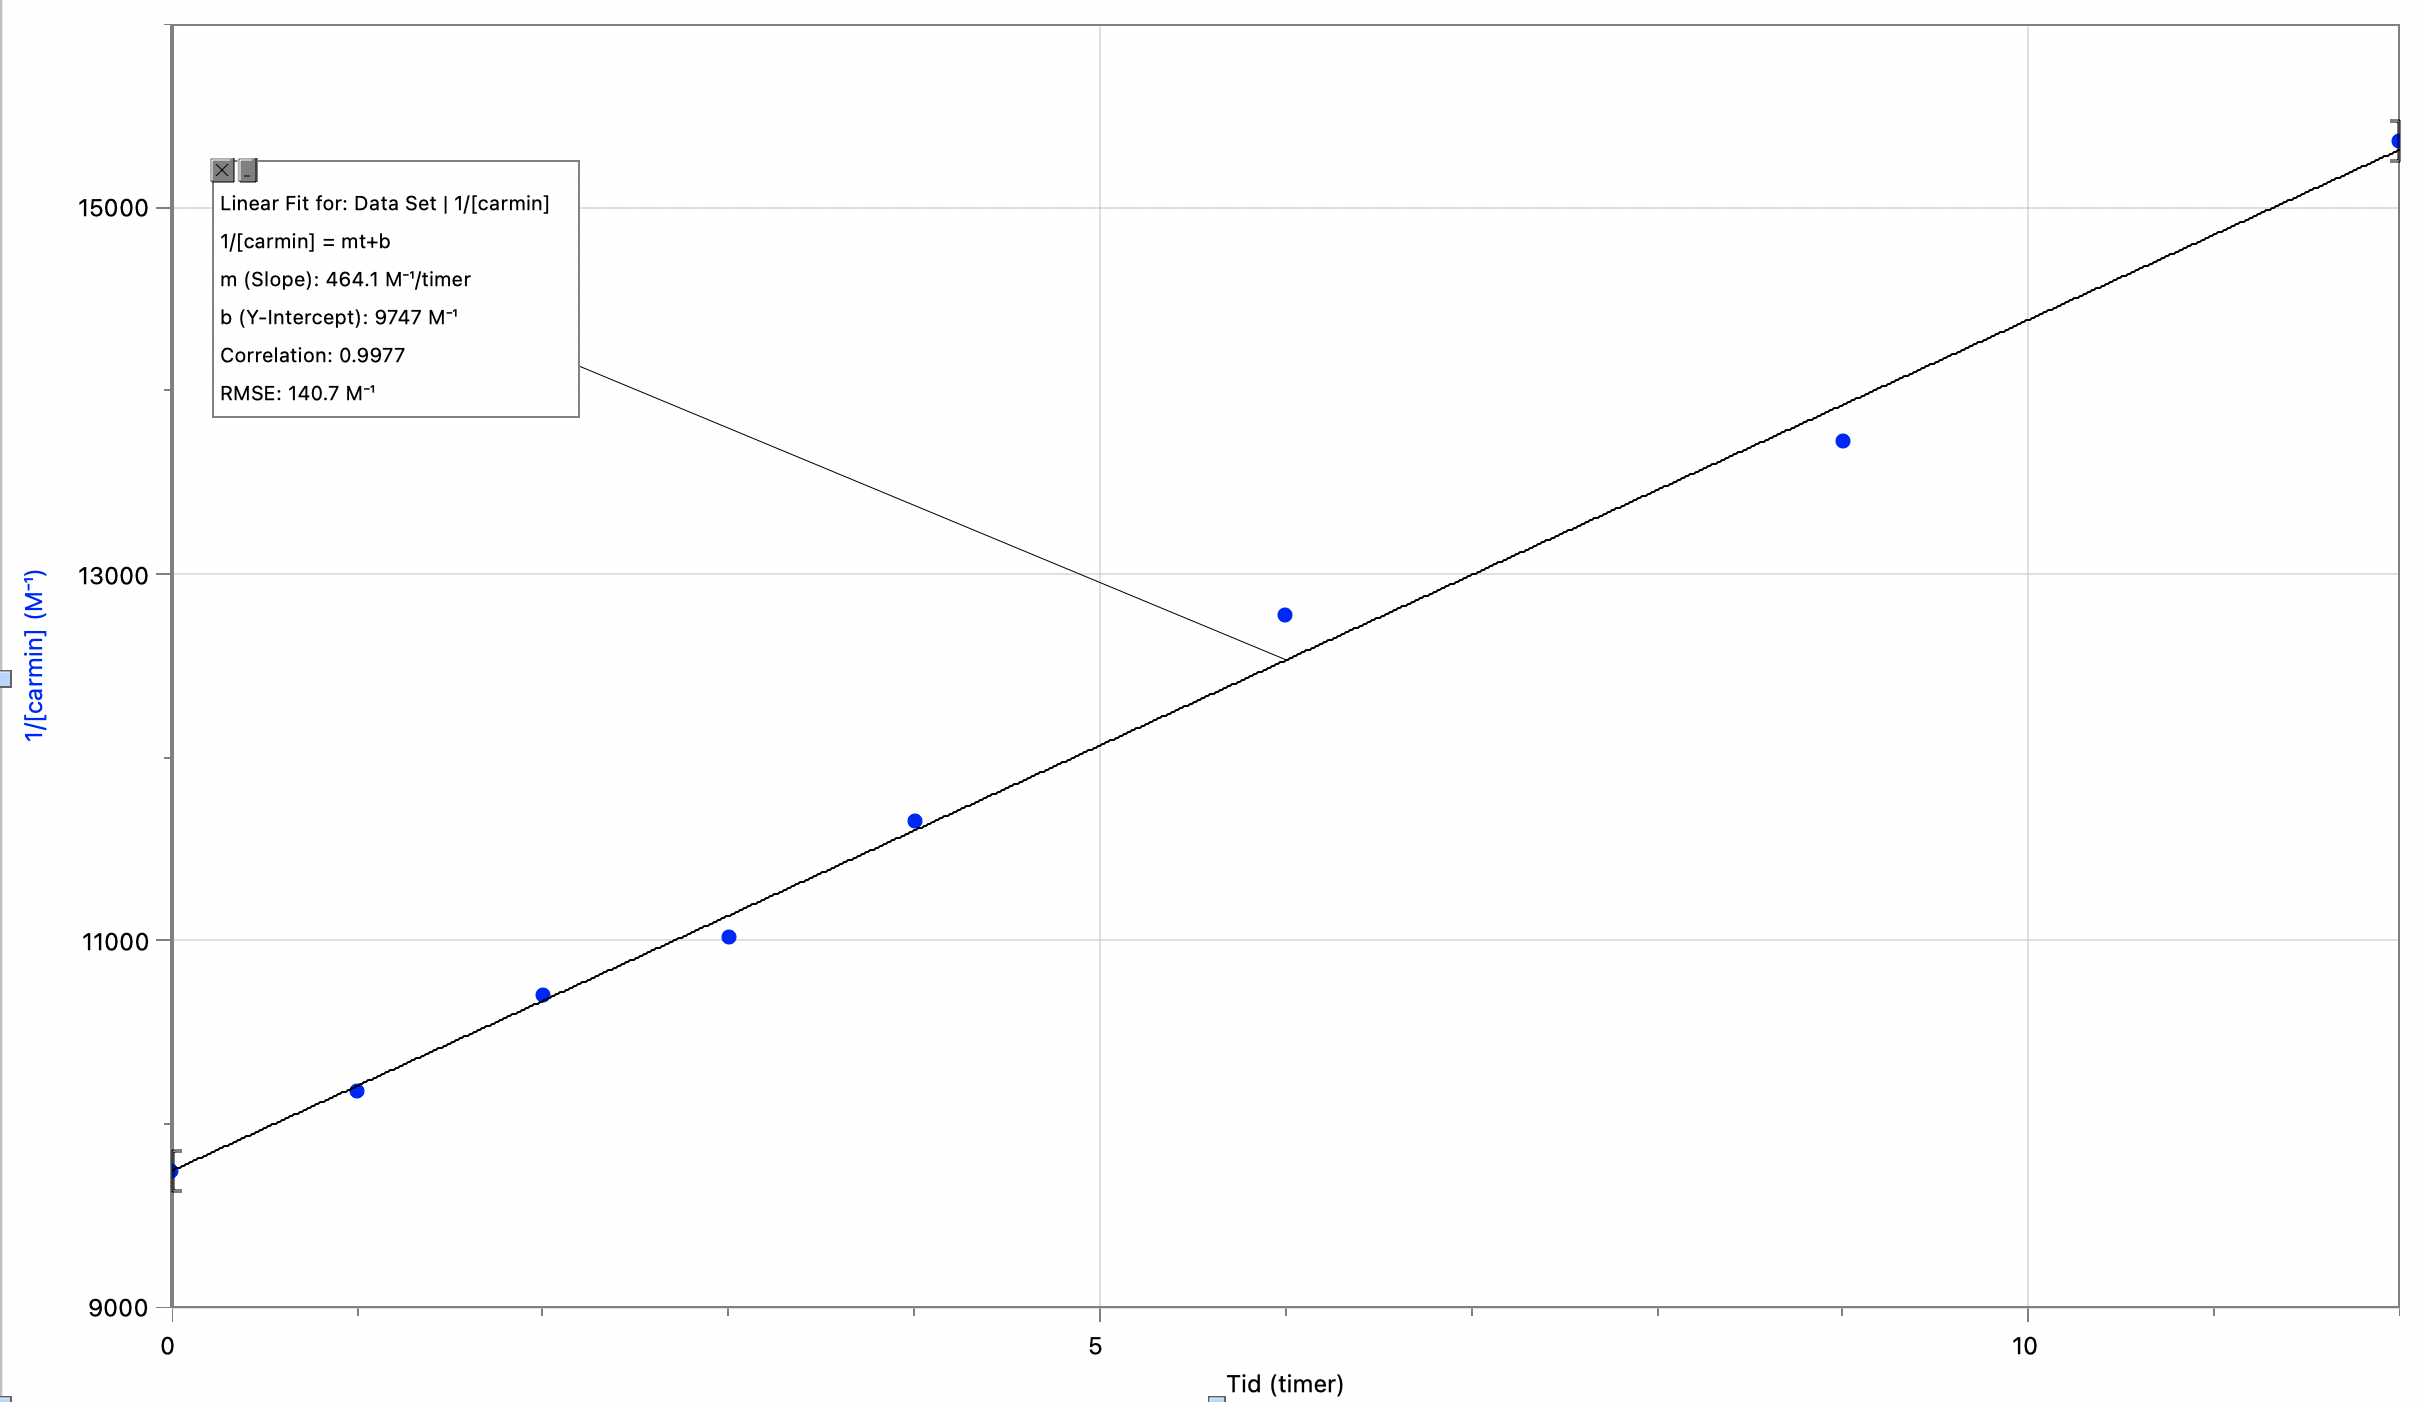 Linear Fit for: Data Set | 1/[carmin]
1/[carmin] = mt+b
m (Slope): 464.1 M⁻¹/timer
b (Y-Intercept): 9747 M⁻¹
Correlation: 0.9977
RMSE: 140.7 M⁻¹
15000
13000
11000
9000
1/[carmin] (M⁻¹)
0
5
10
Tid (timer)